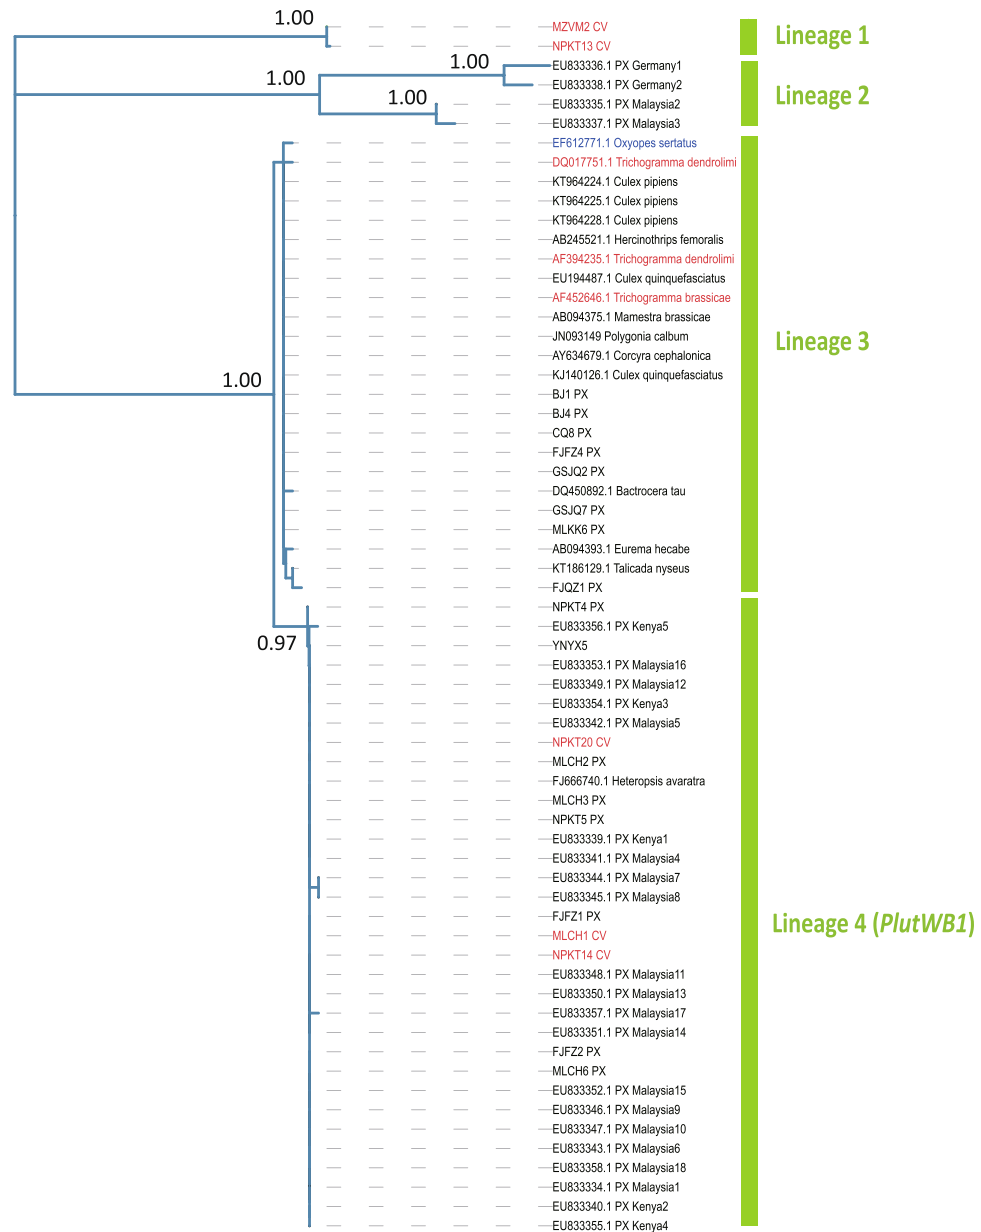 1.00
MZVM2 CV
NPKT13 CV
Lineage 1
1.00
1.00
EU833336.1 PX Germany1
EU833338.1 PX Germany2
1.00
EU833335.1 PX Malaysia2
EU833337.1 PX Malaysia3
Lineage 2
EF612771.1 Oxyopes sertatus
DQ017751.1 Trichogramma dendrolimi
KT964224.1 Culex pipiens
KT964225.1 Culex pipiens
KT964228.1 Culex pipiens
AB245521.1 Hercinothrips femoralis
AF394235.1 Trichogramma dendrolimi
EU194487.1 Culex quinquefasciatus
AF452646.1 Trichogramma brassicae
AB094375.1 Mamestra brassicae
JN093149 Polygonia calbum
AY634679.1 Corcyra cephalonica
KJ140126.1 Culex quinquefasciatus
1.00
BJ1 PX
BJ4 PX
CQ8 PX
FJFZ4 PX
GSJQ2 PX
DQ450892.1 Bactrocera tau
GSJQ7 PX
MLKK6 PX
AB094393.1 Eurema hecabe
KT186129.1 Talicada nyseus
FJQZ1 PX
Lineage 3
NPKT4 PX
EU833356.1 PX Kenya5
0.97
YNYX5
EU833353.1 PX Malaysia16
EU833349.1 PX Malaysia12
EU833354.1 PX Kenya3
EU833342.1 PX Malaysia5
NPKT20 CV
MLCH2 PX
FJ666740.1 Heteropsis avaratra
MLCH3 PX
NPKT5 PX
EU833339.1 PX Kenya1
EU833341.1 PX Malaysia4
EU833344.1 PX Malaysia7
EU833345.1 PX Malaysia8
FJFZ1 PX
MLCH1 CV
NPKT14 CV
EU833348.1 PX Malaysia11
EU833350.1 PX Malaysia13
EU833357.1 PX Malaysia17
EU833351.1 PX Malaysia14
FJFZ2 PX
MLCH6 PX
EU833352.1 PX Malaysia15
EU833346.1 PX Malaysia9
EU833347.1 PX Malaysia10
EU833343.1 PX Malaysia6
EU833358.1 PX Malaysia18
EU833334.1 PX Malaysia1
EU833340.1 PX Kenya2
EU833355.1 PX Kenya4
Lineage 4 (PlutWB1)